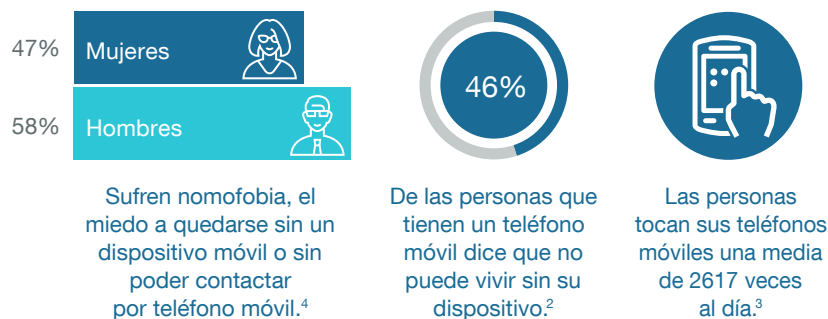 47% Mujeres
58% Hombres
Sufren nomofobia, el
miedo a quedarse sin un
dispositivo móvil o sin
poder contactar
por teléfono móvil.⁴
46%
De las personas que
tienen un teléfono
móvil dice que no
puede vivir sin su
dispositivo.²
Las personas
tocan sus teléfonos
móviles una media
de 2617 veces
al día.³